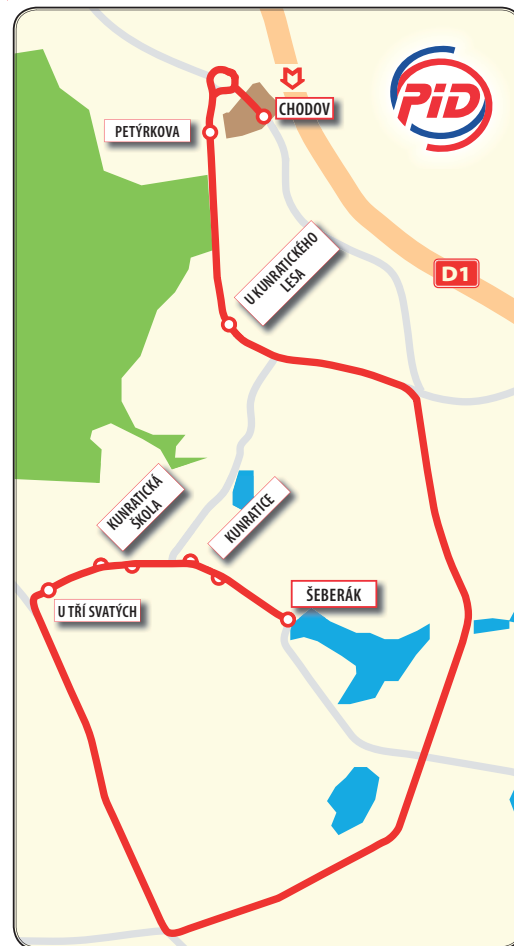 PID
CHODOV
PETÝRKOVA
U KUNRATICKÉHO
LESA
D1
KUNRATICKÁ
ŠKOLA
KUNRATICE
ŠEBERÁK
U TŘÍ SVATÝCH